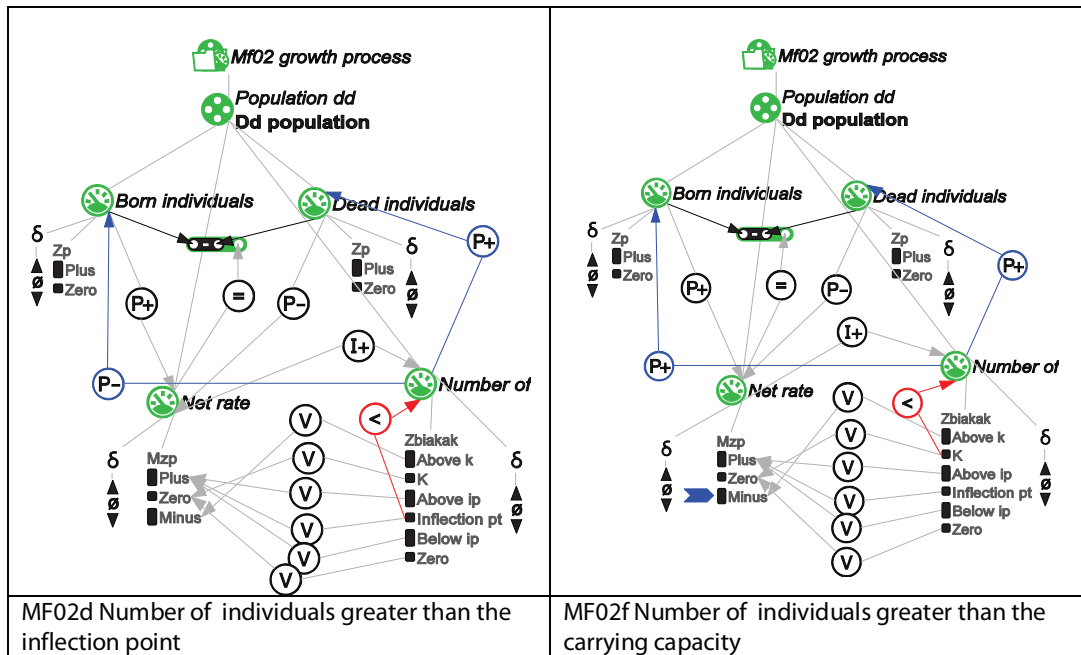 Mf02 growth process
Population dd
Dd population
Born individuals
Dead individuals
δ
Zp
Plus
Zero
ø
Zp
Plus
Zero
δ
ø
P+
P+
=
P-
I+
P-
Net rate
Number of
<
δ
ø
Mzp
Plus
Zero
Minus
V
V
V
V
V
V
Zbiakak
Above k
K
Above ip
Inflection pt
Below ip
Zero
δ
ø
MF02d Number of individuals greater than the
inflection point
Mf02 growth process
Population dd
Dd population
Born individuals
Dead individuals
δ
Zp
Plus
Zero
ø
Zp
Plus
Zero
δ
ø
P+
P+
=
P-
I+
P+
Net rate
Number of
<
δ
ø
Mzp
Plus
Zero
Minus
V
V
V
V
V
V
Zbiakak
Above k
K
Above ip
Inflection pt
Below ip
Zero
δ
ø
MF02f Number of individuals greater than the
carrying capacity